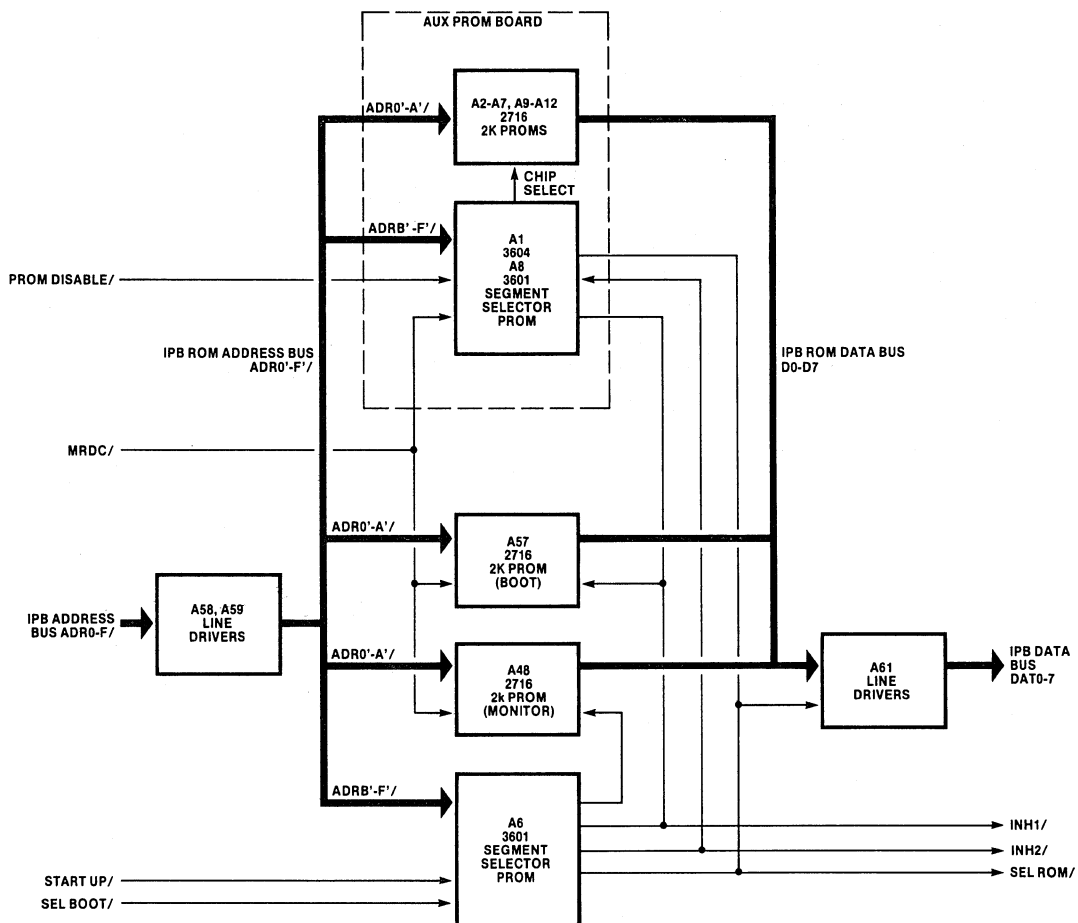 AUX PROM BOARD
ADR0'-A'/
A2-A7, A9-A12
2716
2K PROMS
CHIP
SELECT
ADRB'-F'/
A1
3604
A8
3601
SEGMENT
SELECTOR
PROM
PROM DISABLE/
IPB ROM ADDRESS BUS
ADR0'-F'/
IPB ROM DATA BUS
D0-D7
MRDC/
ADR0'-A'/
A57
2716
2K PROM
(BOOT)
IPB ADDRESS
BUS ADR0-F/
A58, A59
LINE
DRIVERS
ADR0'-A'/
A48
2716
2k PROM
(MONITOR)
A61
LINE
DRIVERS
IPB DATA
BUS
DAT0-7
ADRB'-F'/
A6
3601
SEGMENT
SELECTOR
PROM
INH1/
INH2/
SEL ROM/
START UP/
SEL BOOT/